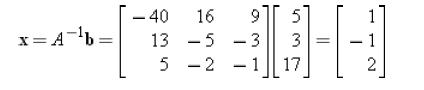 x = A⁻¹b = [ −40 16 9 ; 13 −5 −3 ; 5 −2 −1 ] [ 5 ; 3 ; 17 ] = [ 1 ; −1 ; 2 ]